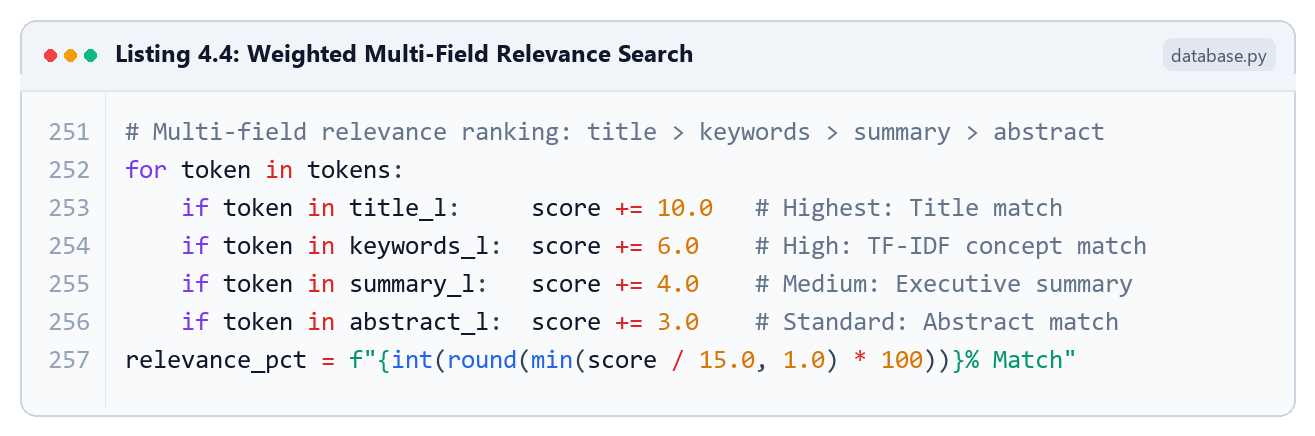 Listing 4.4: Weighted Multi-Field Relevance Search
database.py
251 # Multi-field relevance ranking: title > keywords > summary > abstract
252 for token in tokens:
253     if token in title_l:     score += 10.0   # Highest: Title match
254     if token in keywords_l:  score += 6.0    # High: TF-IDF concept match
255     if token in summary_l:   score += 4.0    # Medium: Executive summary
256     if token in abstract_l:  score += 3.0    # Standard: Abstract match
257 relevance_pct = f"{int(round(min(score / 15.0, 1.0) * 100))}% Match"